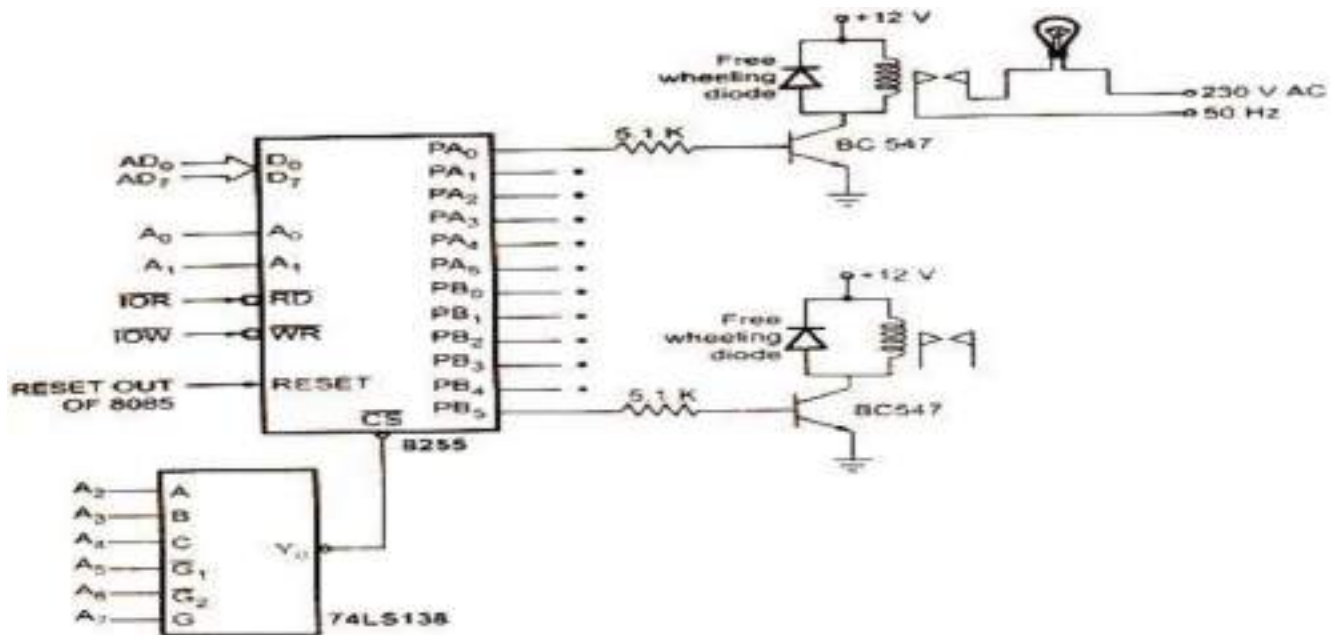 +12 V
Free
wheeling
diode
230 V AC
50 Hz
5.1 K
BC 547
AD₀
AD₇
D₀
D₇
A₀
A₀
A₁
A₁
IOR
RD
IOW
WR
RESET OUT
OF 8085
RESET
CS
8255
PA₀
PA₁
PA₂
PA₃
PA₄
PA₅
PB₀
PB₁
PB₂
PB₃
PB₄
PB₅
+12 V
Free
wheeling
diode
5.1 K
BC547
A₂
A
A₃
B
A₄
C
A₅
G₁
A₆
G₂
A₇
G
Y₀
74LS138